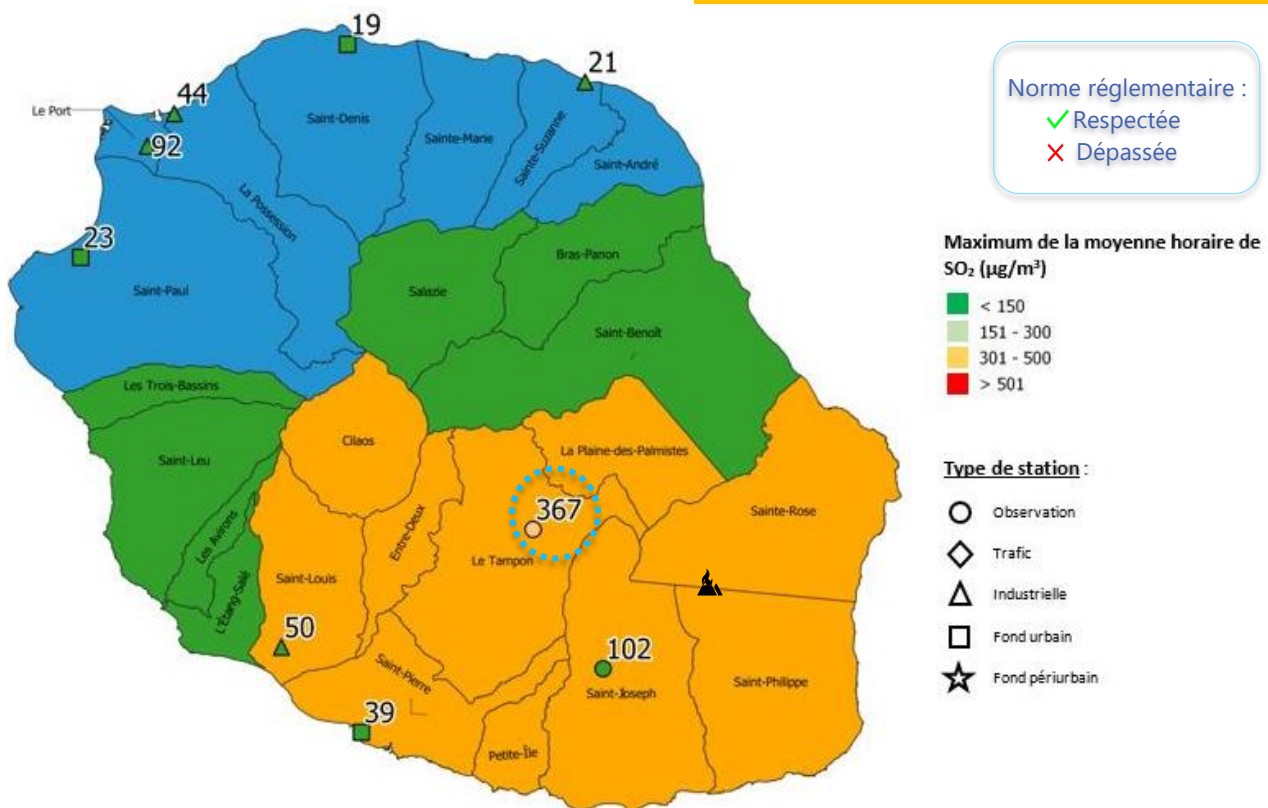 19
21
44
Le Port
92
Saint-Denis
Sainte-Marie
Sainte-Suzanne
Saint-André
La Possession
23
Saint-Paul
Salazie
Bras-Panon
Saint-Benoît
Les Trois-Bassins
Cilaos
La Plaine-des-Palmistes
Saint-Leu
367
Sainte-Rose
Les Avirons
Entre-Deux
Le Tampon
L'Étang-Salé
Saint-Louis
50
102
Saint-Pierre
Saint-Joseph
Saint-Philippe
39
Petite-Île
Norme réglementaire :
✓ Respectée
✕ Dépassée
Maximum de la moyenne horaire de
SO₂ (µg/m³)
< 150
151 - 300
301 - 500
> 501
Type de station :
Observation
Trafic
Industrielle
Fond urbain
Fond périurbain